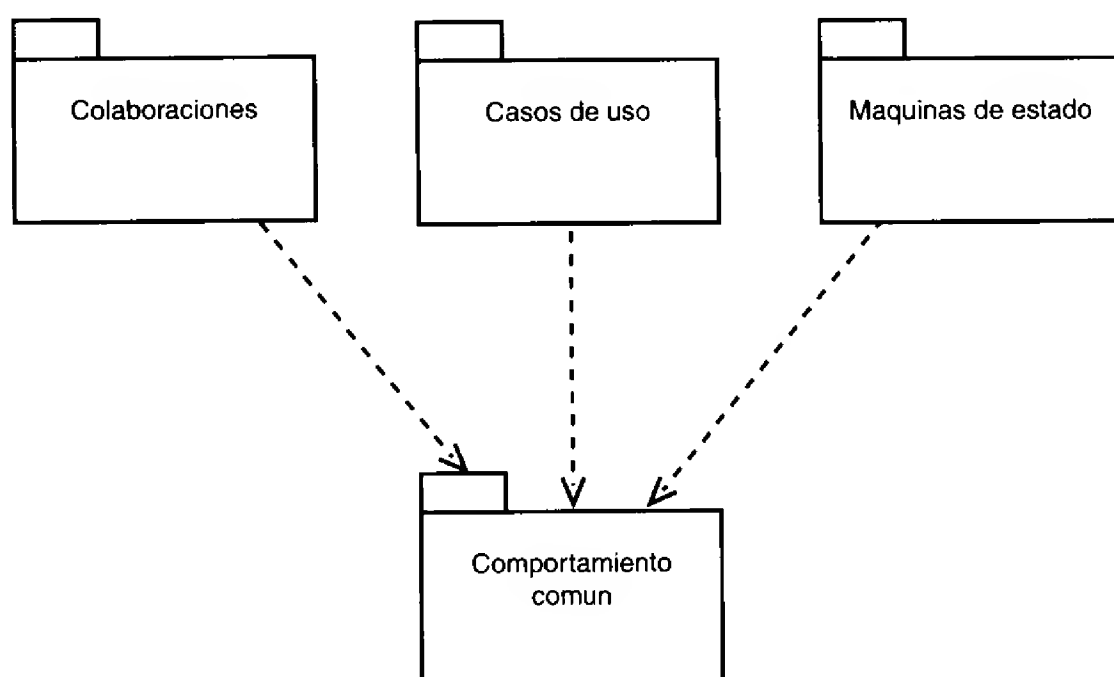 Colaboraciones
Casos de uso
Maquinas de estado
Comportamiento
comun